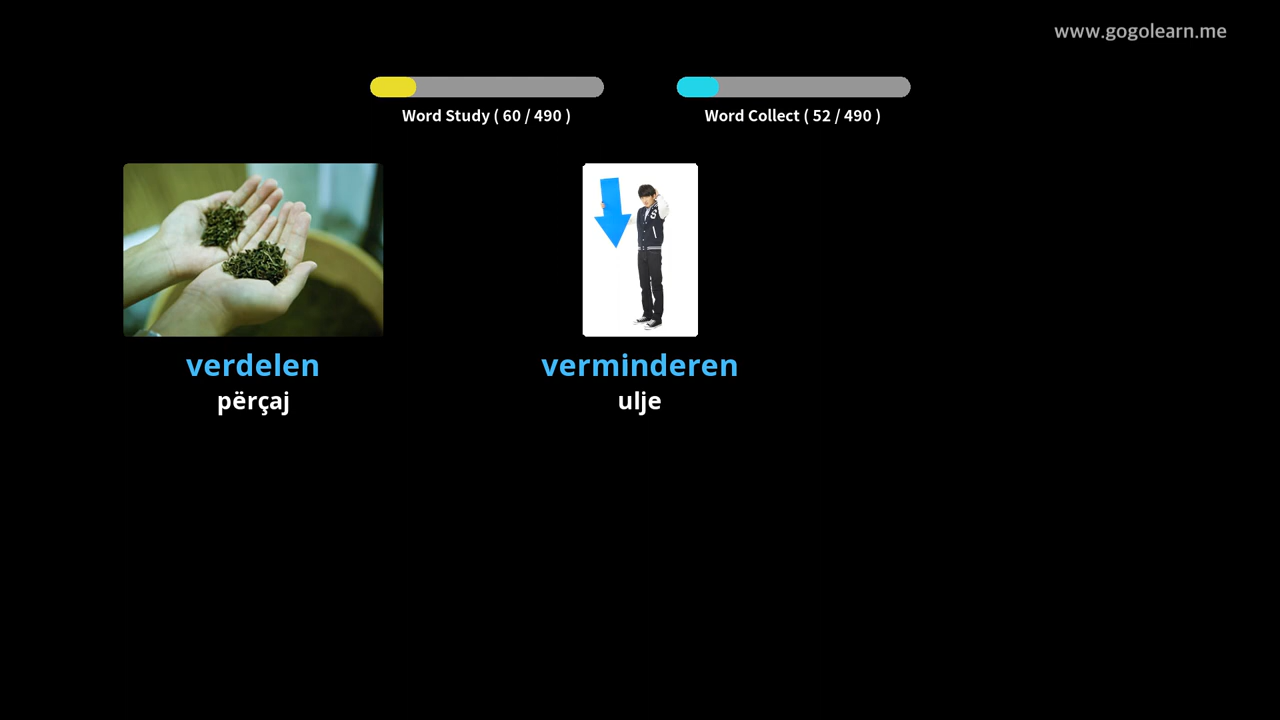 www.gogolearn.me
Word Study ( 60 / 490 )
Word Collect ( 52 / 490 )
verdelen
përçaj
verminderen
ulje